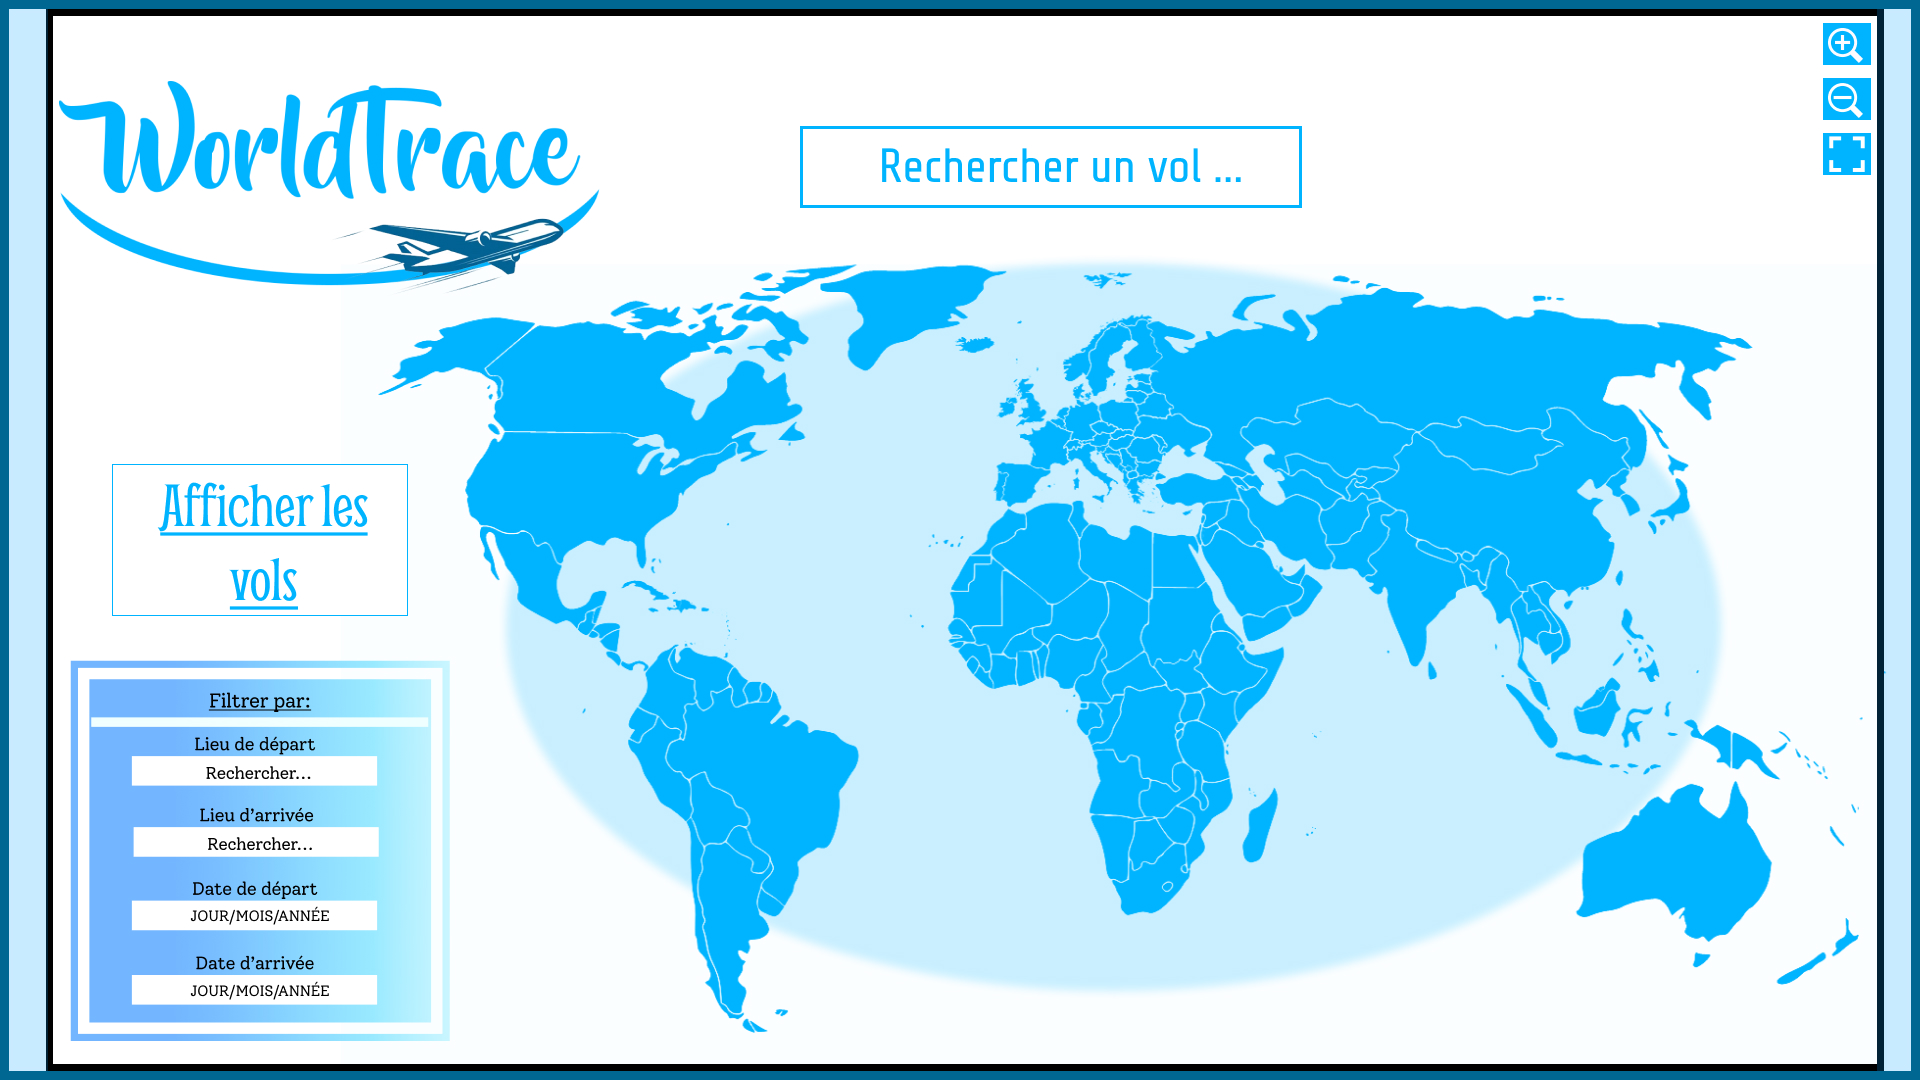 WorldTrace
Rechercher un vol ...
Afficher les
vols
Filtrer par:
Lieu de départ
Rechercher...
Lieu d'arrivée
Rechercher...
Date de départ
JOUR/MOIS/ANNÉE
Date d'arrivée
JOUR/MOIS/ANNÉE